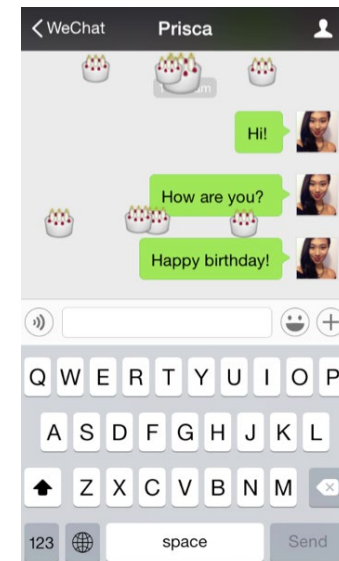 WeChat
Prisca
Hi!
How are you?
Happy birthday!
Q W E R T Y U I O P
A S D F G H J K L
Z X C V B N M
123 space Send